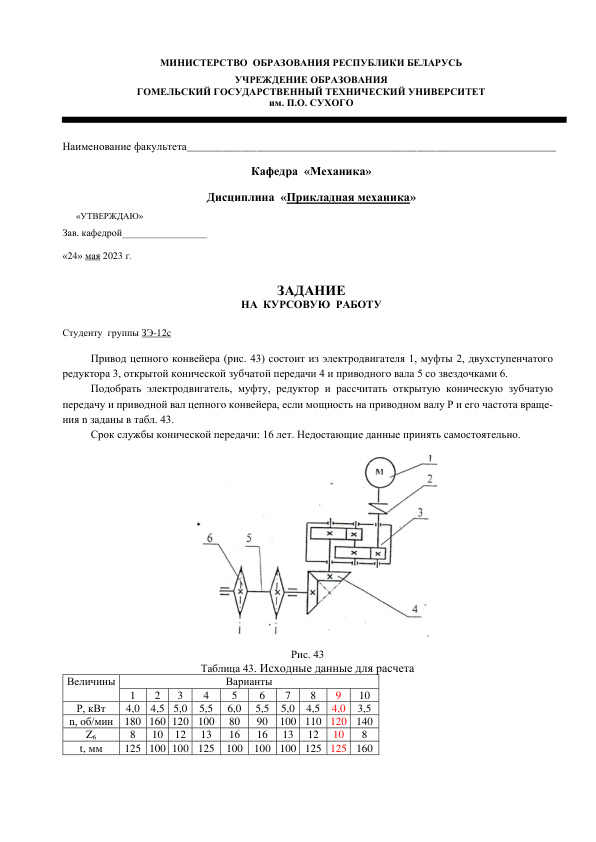 МИНИСТЕРСТВО ОБРАЗОВАНИЯ РЕСПУБЛИКИ БЕЛАРУСЬ
УЧРЕЖДЕНИЕ ОБРАЗОВАНИЯ
ГОМЕЛЬСКИЙ ГОСУДАРСТВЕННЫЙ ТЕХНИЧЕСКИЙ УНИВЕРСИТЕТ
им. П.О. СУХОГО
Наименование факультета____________________
Кафедра «Механика»
Дисциплина «Прикладная механика»
«УТВЕРЖДАЮ»
Зав. кафедрой_________________
«24» мая 2023 г.
ЗАДАНИЕ
НА КУРСОВУЮ РАБОТУ
Студенту группы ЗЭ-12с
Привод цепного конвейера (рис. 43) состоит из электродвигателя 1, муфты 2, двухступенчатого
редуктора 3, открытой конической зубчатой передачи 4 и приводного вала 5 со звездочками 6.
Подобрать электродвигатель, муфту, редуктор и рассчитать открытую коническую зубчатую
передачу и приводной вал цепного конвейера, если мощность на приводном валу Р и его частота враще-
ния n заданы в табл. 43.
Срок службы конической передачи: 16 лет. Недостающие данные принять самостоятельно.
М
1
2
3
6
5
4
Рис. 43
Таблица 43. Исходные данные для расчета
Величины Варианты
1 2 3 4 5 6 7 8 9 10
Р, кВт 4,0 4,5 5,0 5,5 6,0 5,5 5,0 4,5 4,0 3,5
n, об/мин 180 160 120 100 80 90 100 110 120 140
Z6 8 10 12 13 16 16 13 12 10 8
t, мм 125 100 100 125 100 100 100 125 125 160